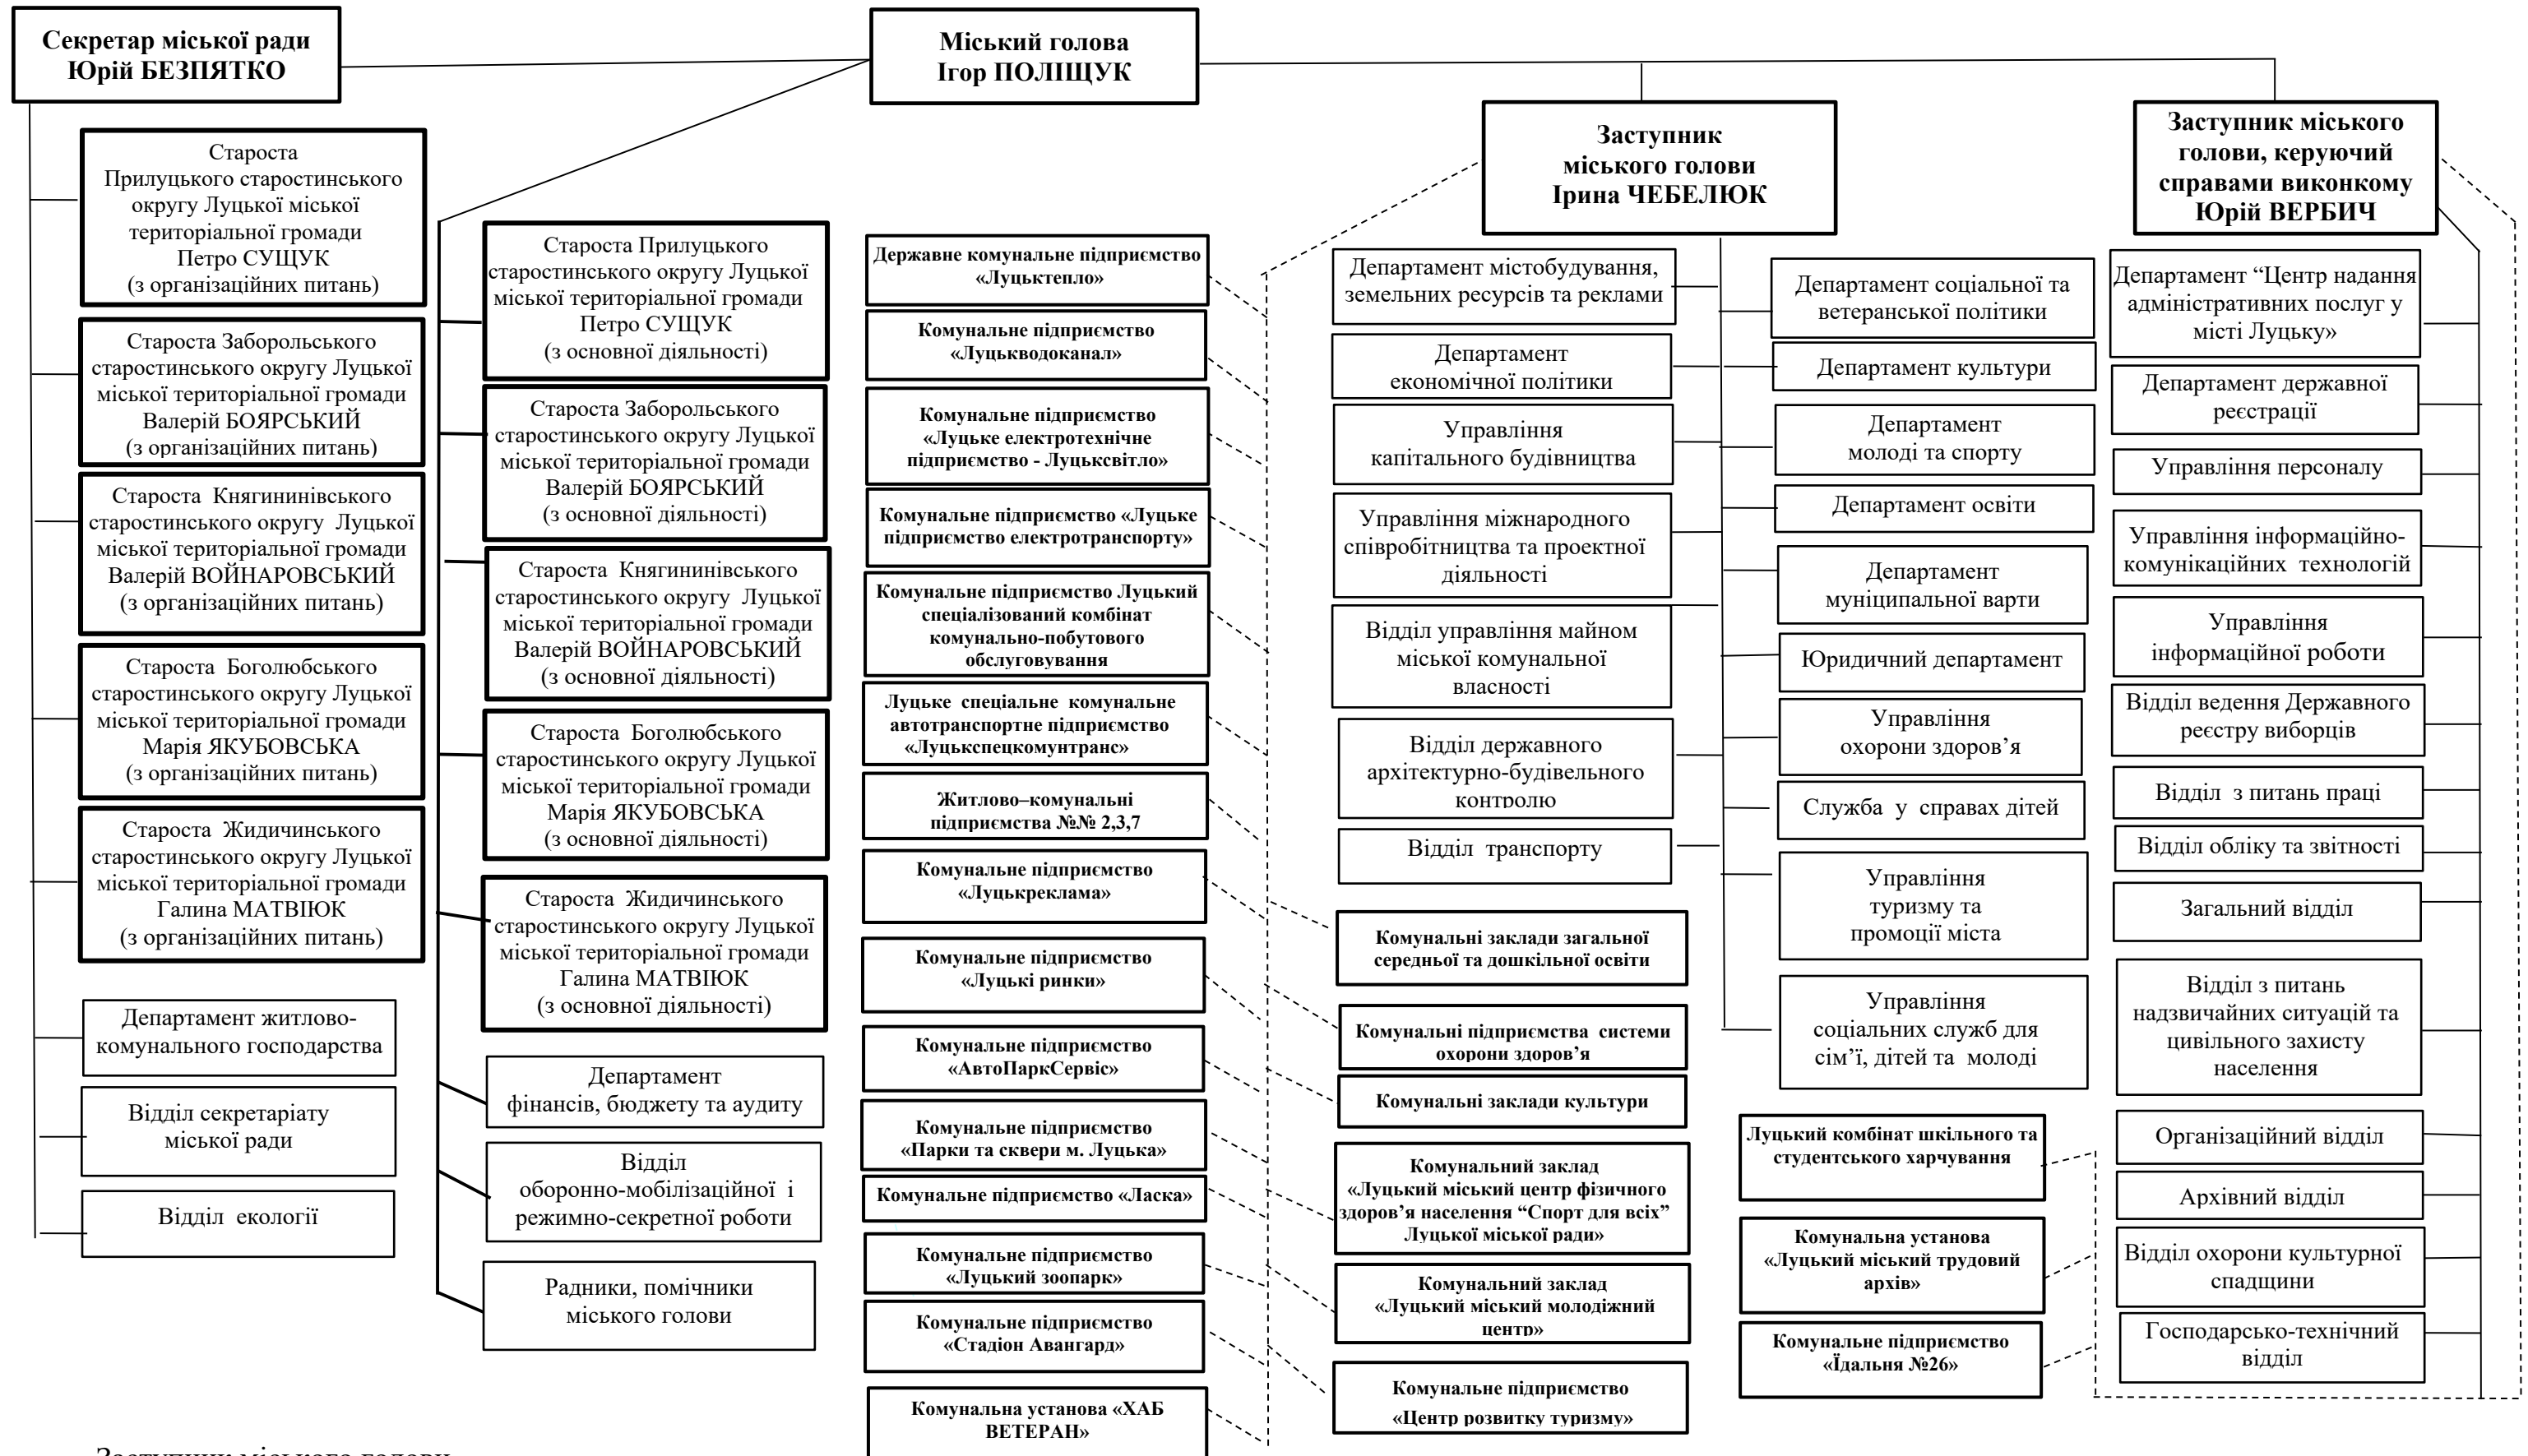 Секретар міської ради
Юрій БЕЗПЯТКО
Міський голова
Ігор ПОЛІЩУК
Заступник
міського голови
Ірина ЧЕБЕЛЮК
Заступник міського
голови, керуючий
справами виконкому
Юрій ВЕРБИЧ
Староста
Прилуцького старостинського
округу Луцької міської
територіальної громади
Петро СУЩУК
(з організаційних питань)
Староста Заборольського
старостинського округу Луцької
міської територіальної громади
Валерій БОЯРСЬКИЙ
(з організаційних питань)
Староста Княгининівського
старостинського округу Луцької
міської територіальної громади
Валерій ВОЙНАРОВСЬКИЙ
(з організаційних питань)
Староста Боголюбського
старостинського округу Луцької
міської територіальної громади
Марія ЯКУБОВСЬКА
(з організаційних питань)
Староста Жидичинського
старостинського округу Луцької
міської територіальної громади
Галина МАТВІЮК
(з організаційних питань)
Департамент житлово-
комунального господарства
Відділ секретаріату
міської ради
Відділ екології
Староста Прилуцького
старостинського округу Луцької
міської територіальної громади
Петро СУЩУК
(з основної діяльності)
Староста Заборольського
старостинського округу Луцької
міської територіальної громади
Валерій БОЯРСЬКИЙ
(з основної діяльності)
Староста Княгининівського
старостинського округу Луцької
міської територіальної громади
Валерій ВОЙНАРОВСЬКИЙ
(з основної діяльності)
Староста Боголюбського
старостинського округу Луцької
міської територіальної громади
Марія ЯКУБОВСЬКА
(з основної діяльності)
Староста Жидичинського
старостинського округу Луцької
міської територіальної громади
Галина МАТВІЮК
(з основної діяльності)
Департамент
фінансів, бюджету та аудиту
Відділ
оборонно-мобілізаційної і
режимно-секретної роботи
Радники, помічники
міського голови
Державне комунальне підприємство
«Луцьктепло»
Комунальне підприємство
«Луцькводоканал»
Комунальне підприємство
«Луцьке електротехнічне
підприємство - Луцьксвітло»
Комунальне підприємство «Луцьке
підприємство електротранспорту»
Комунальне підприємство Луцький
спеціалізований комбінат
комунально-побутового
обслуговування
Луцьке спеціальне комунальне
автотранспортне підприємство
«Луцькспецкомунтранс»
Житлово–комунальні
підприємства №№ 2,3,7
Комунальне підприємство
«Луцькреклама»
Комунальне підприємство
«Луцькі ринки»
Комунальне підприємство
«АвтоПаркСервіс»
Комунальне підприємство
«Парки та сквери м. Луцька»
Комунальне підприємство «Ласка»
Комунальне підприємство
«Луцький зоопарк»
Комунальне підприємство
«Стадіон Авангард»
Комунальна установа «ХАБ
ВЕТЕРАН»
Департамент містобудування,
земельних ресурсів та реклами
Департамент
економічної політики
Управління
капітального будівництва
Управління міжнародного
співробітництва та проектної
діяльності
Відділ управління майном
міської комунальної
власності
Відділ державного
архітектурно-будівельного
контролю
Відділ транспорту
Комунальні заклади загальної
середньої та дошкільної освіти
Комунальні підприємства системи
охорони здоров’я
Комунальні заклади культури
Комунальний заклад
«Луцький міський центр фізичного
здоров’я населення “Спорт для всіх”
Луцької міської ради»
Комунальний заклад
«Луцький міський молодіжний
центр»
Комунальне підприємство
«Центр розвитку туризму»
Департамент соціальної та
ветеранської політики
Департамент культури
Департамент
молоді та спорту
Департамент освіти
Департамент
муніципальної варти
Юридичний департамент
Управління
охорони здоров’я
Служба у справах дітей
Управління
туризму та
промоції міста
Управління
соціальних служб для
сім’ї, дітей та молоді
Луцький комбінат шкільного та
студентського харчування
Комунальна установа
«Луцький міський трудовий
архів»
Комунальне підприємство
«Їдальня №26»
Департамент “Центр надання
адміністративних послуг у
місті Луцьку»
Департамент державної
реєстрації
Управління персоналу
Управління інформаційно-
комунікаційних технологій
Управління
інформаційної роботи
Відділ ведення Державного
реєстру виборців
Відділ з питань праці
Відділ обліку та звітності
Загальний відділ
Відділ з питань
надзвичайних ситуацій та
цивільного захисту
населення
Організаційний відділ
Архівний відділ
Відділ охорони культурної
спадщини
Господарсько-технічний
відділ
Заступник міського голови